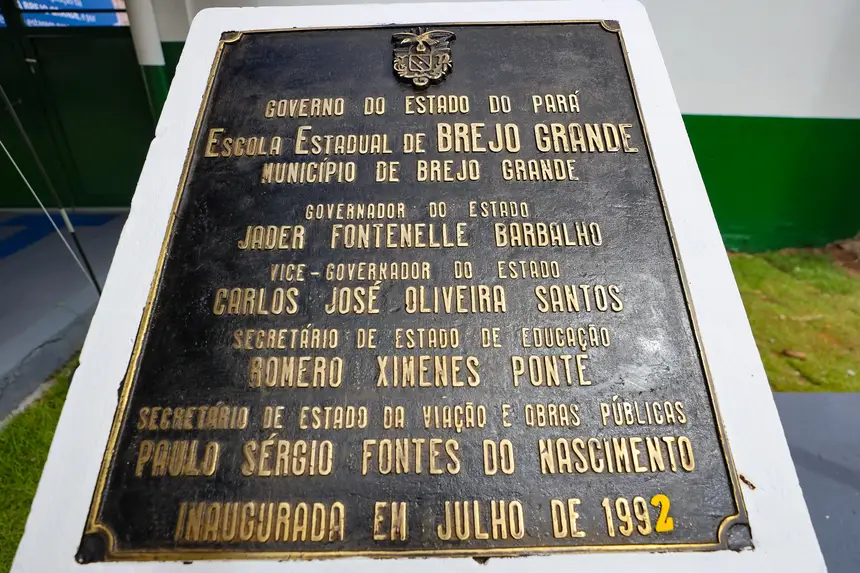 GOVERNO DO ESTADO DO PARÁ
ESCOLA ESTADUAL DE BREJO GRANDE
MUNICÍPIO DE BREJO GRANDE
GOVERNADOR DO ESTADO
JADER FONTENELLE BARBALHO
VICE-GOVERNADOR DO ESTADO
CARLOS JOSÉ OLIVEIRA SANTOS
SECRETÁRIO DE ESTADO DE EDUCAÇÃO
ROMERO XIMENES PONTE
SECRETÁRIO DE ESTADO DA VIAÇÃO E OBRAS PÚBLICAS
PAULO SÉRGIO FONTES DO NASCIMENTO
INAUGURADA EM JULHO DE 1992